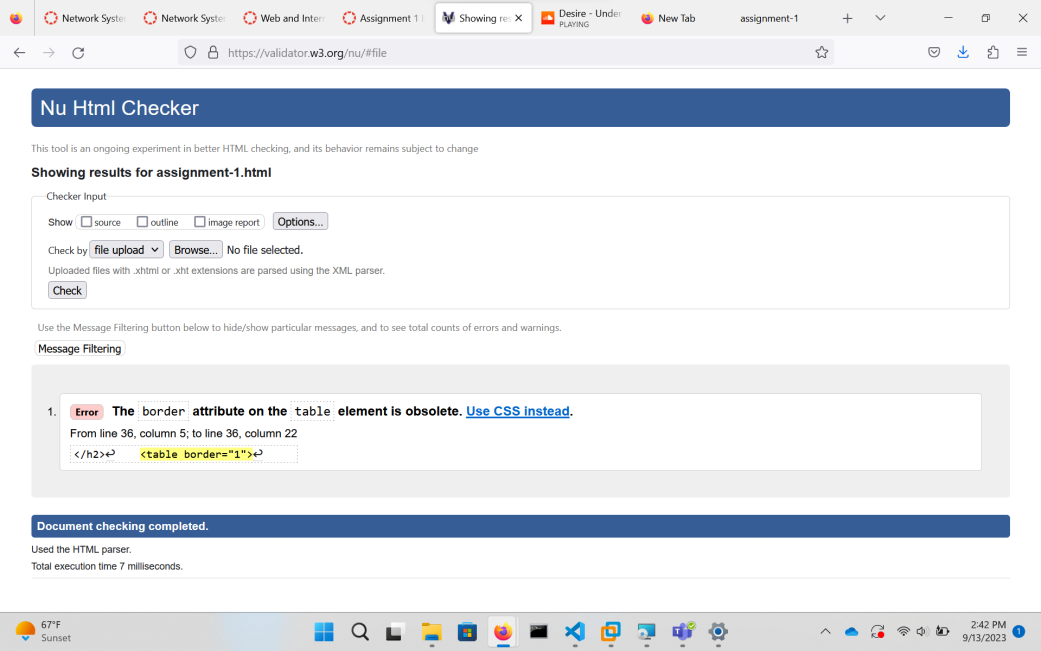 Network Syste
Network Syste
Web and Inter
Assignment 1
Showing res
Desire - Under
PLAYING
New Tab
assignment-1
https://validator.w3.org/nu/#file
Nu Html Checker
This tool is an ongoing experiment in better HTML checking, and its behavior remains subject to change
Showing results for assignment-1.html
Checker Input
Show source outline image report Options...
Check by file upload Browse... No file selected.
Uploaded files with .xhtml or .xht extensions are parsed using the XML parser.
Check
Use the Message Filtering button below to hide/show particular messages, and to see total counts of errors and warnings.
Message Filtering
1. Error The border attribute on the table element is obsolete. Use CSS instead.
From line 36, column 5; to line 36, column 22
</h2>↩ <table border="1">↩
Document checking completed.
Used the HTML parser.
Total execution time 7 milliseconds.
67°F
Sunset
2:42 PM
9/13/2023
1